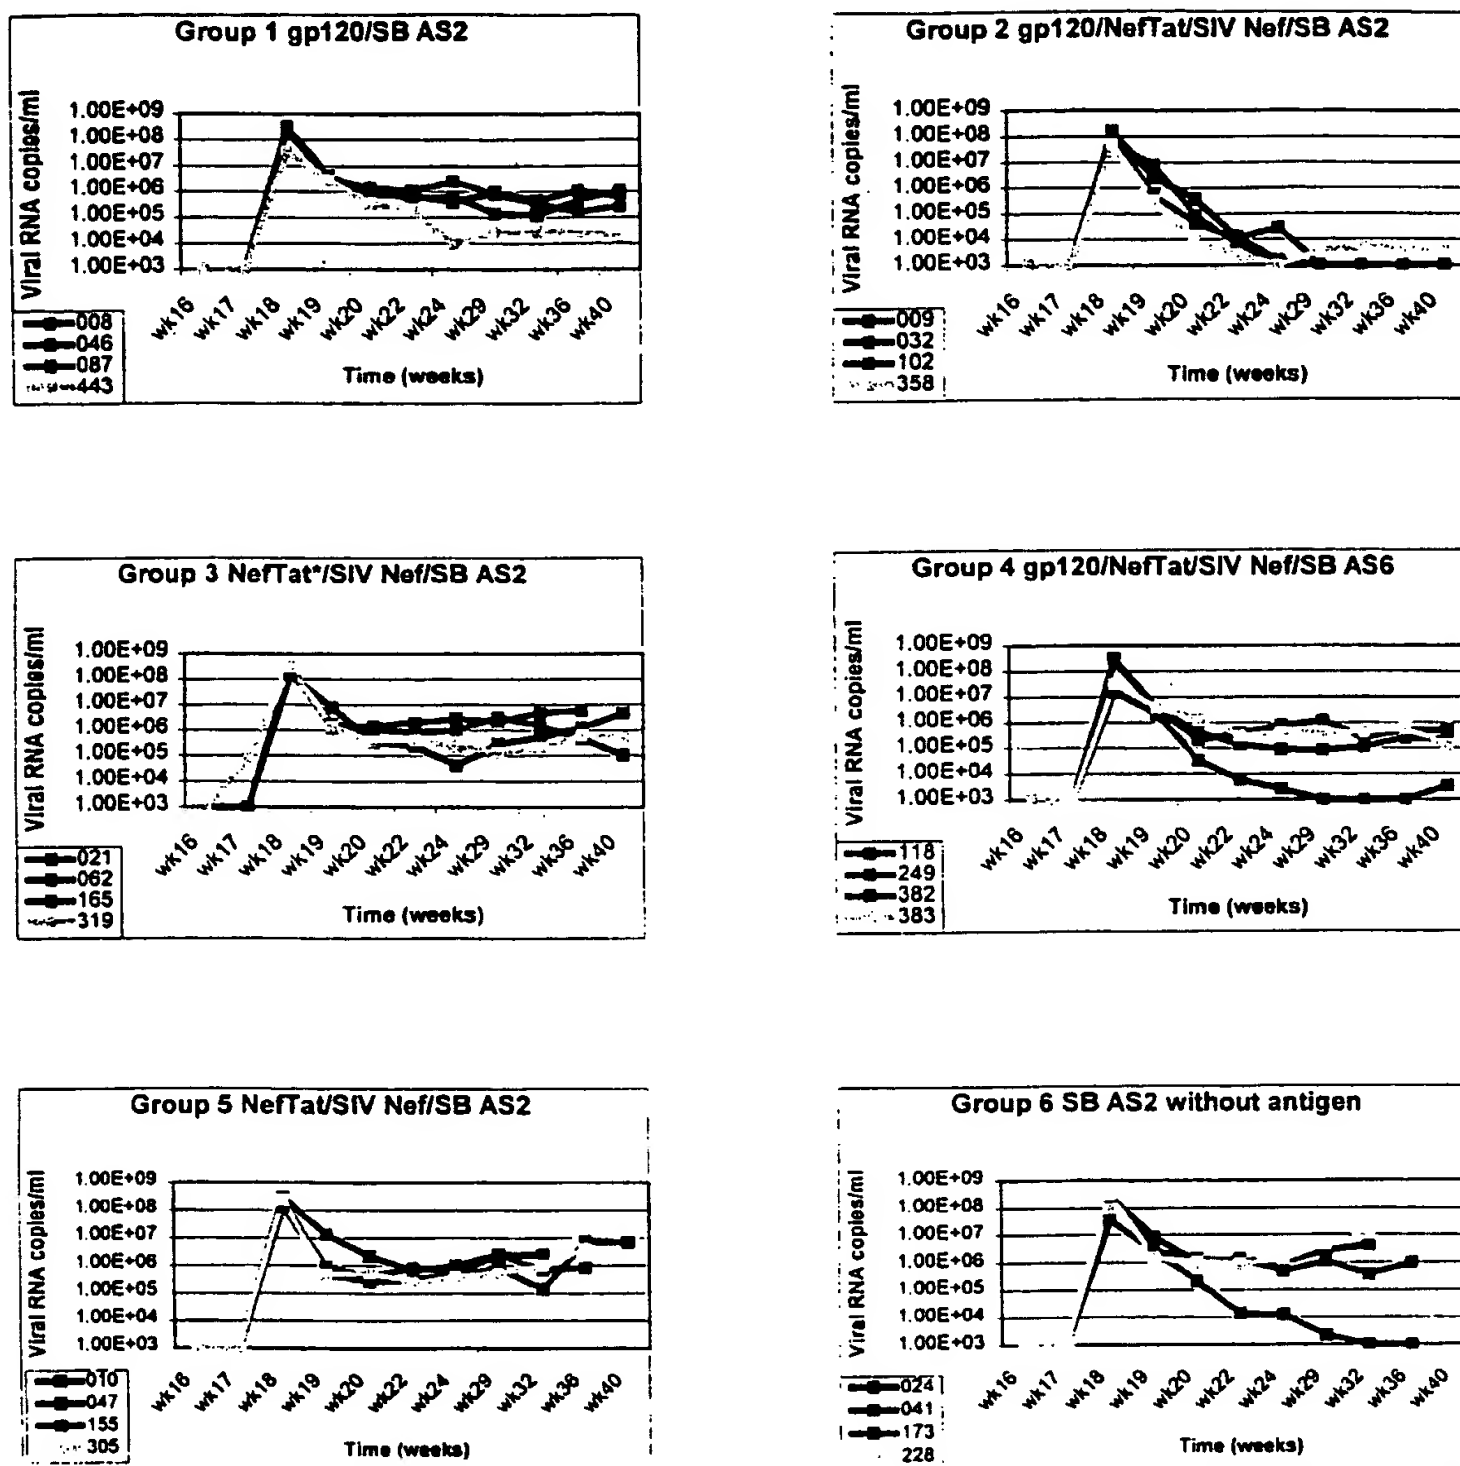 Group 1 gp120/SB AS2
Viral RNA copies/ml
1.00E+09
1.00E+08
1.00E+07
1.00E+06
1.00E+05
1.00E+04
1.00E+03
wk16 wk17 wk18 wk19 wk20 wk22 wk24 wk29 wk32 wk36 wk40
008
046
087
443
Time (weeks)
Group 2 gp120/NefTat/SIV Nef/SB AS2
Viral RNA copies/ml
1.00E+09
1.00E+08
1.00E+07
1.00E+06
1.00E+05
1.00E+04
1.00E+03
wk16 wk17 wk18 wk19 wk20 wk22 wk24 wk29 wk32 wk36 wk40
009
032
102
358
Time (weeks)
Group 3 NefTat*/SIV Nef/SB AS2
Viral RNA copies/ml
1.00E+09
1.00E+08
1.00E+07
1.00E+06
1.00E+05
1.00E+04
1.00E+03
wk16 wk17 wk18 wk19 wk20 wk22 wk24 wk29 wk32 wk36 wk40
021
062
165
319
Time (weeks)
Group 4 gp120/NefTat/SIV Nef/SB AS6
Viral RNA copies/ml
1.00E+09
1.00E+08
1.00E+07
1.00E+06
1.00E+05
1.00E+04
1.00E+03
wk16 wk17 wk18 wk19 wk20 wk22 wk24 wk29 wk32 wk36 wk40
118
249
382
383
Time (weeks)
Group 5 NefTat/SIV Nef/SB AS2
Viral RNA copies/ml
1.00E+09
1.00E+08
1.00E+07
1.00E+06
1.00E+05
1.00E+04
1.00E+03
wk16 wk17 wk18 wk19 wk20 wk22 wk24 wk29 wk32 wk36 wk40
010
047
155
305
Time (weeks)
Group 6 SB AS2 without antigen
Viral RNA copies/ml
1.00E+09
1.00E+08
1.00E+07
1.00E+06
1.00E+05
1.00E+04
1.00E+03
wk16 wk17 wk18 wk19 wk20 wk22 wk24 wk29 wk32 wk36 wk40
024
041
173
228
Time (weeks)